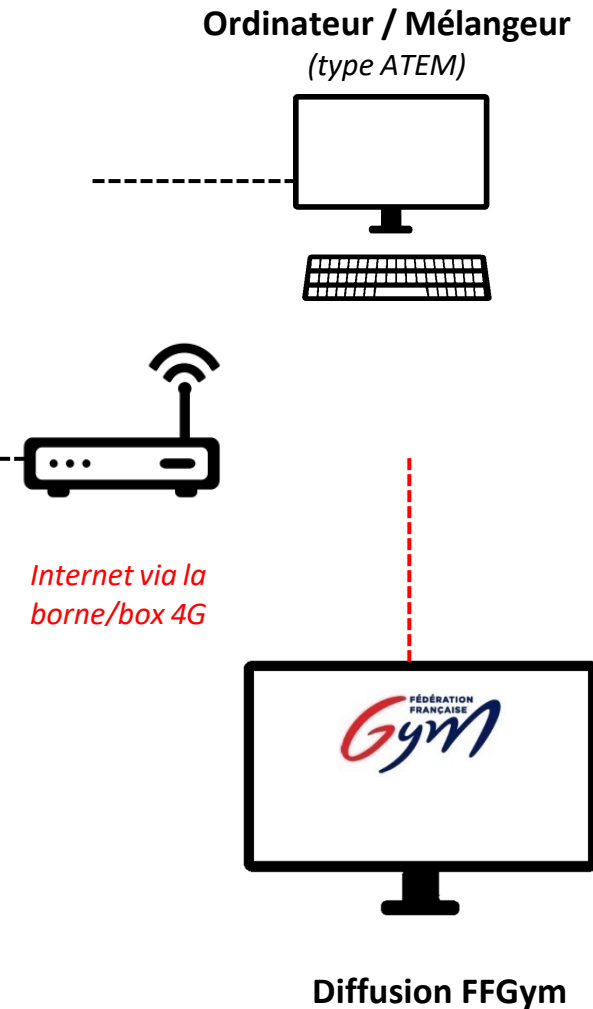 Ordinateur / Mélangeur
(type ATEM)
Internet via la
borne/box 4G
FÉDÉRATION
FRANÇAISE
Gym
Diffusion FFGym